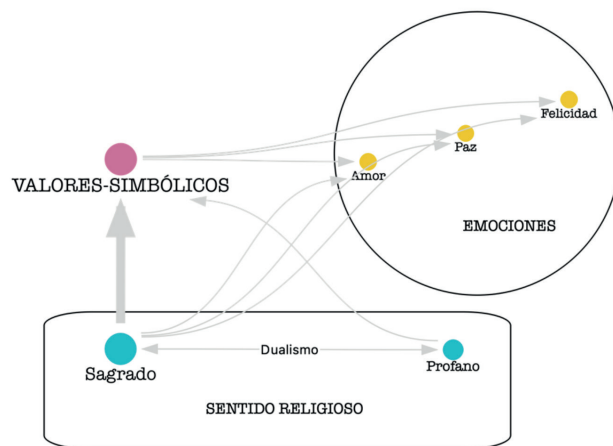 Felicidad
Paz
Amor
VALORES-SIMBÓLICOS
EMOCIONES
Dualismo
Sagrado
Profano
SENTIDO RELIGIOSO